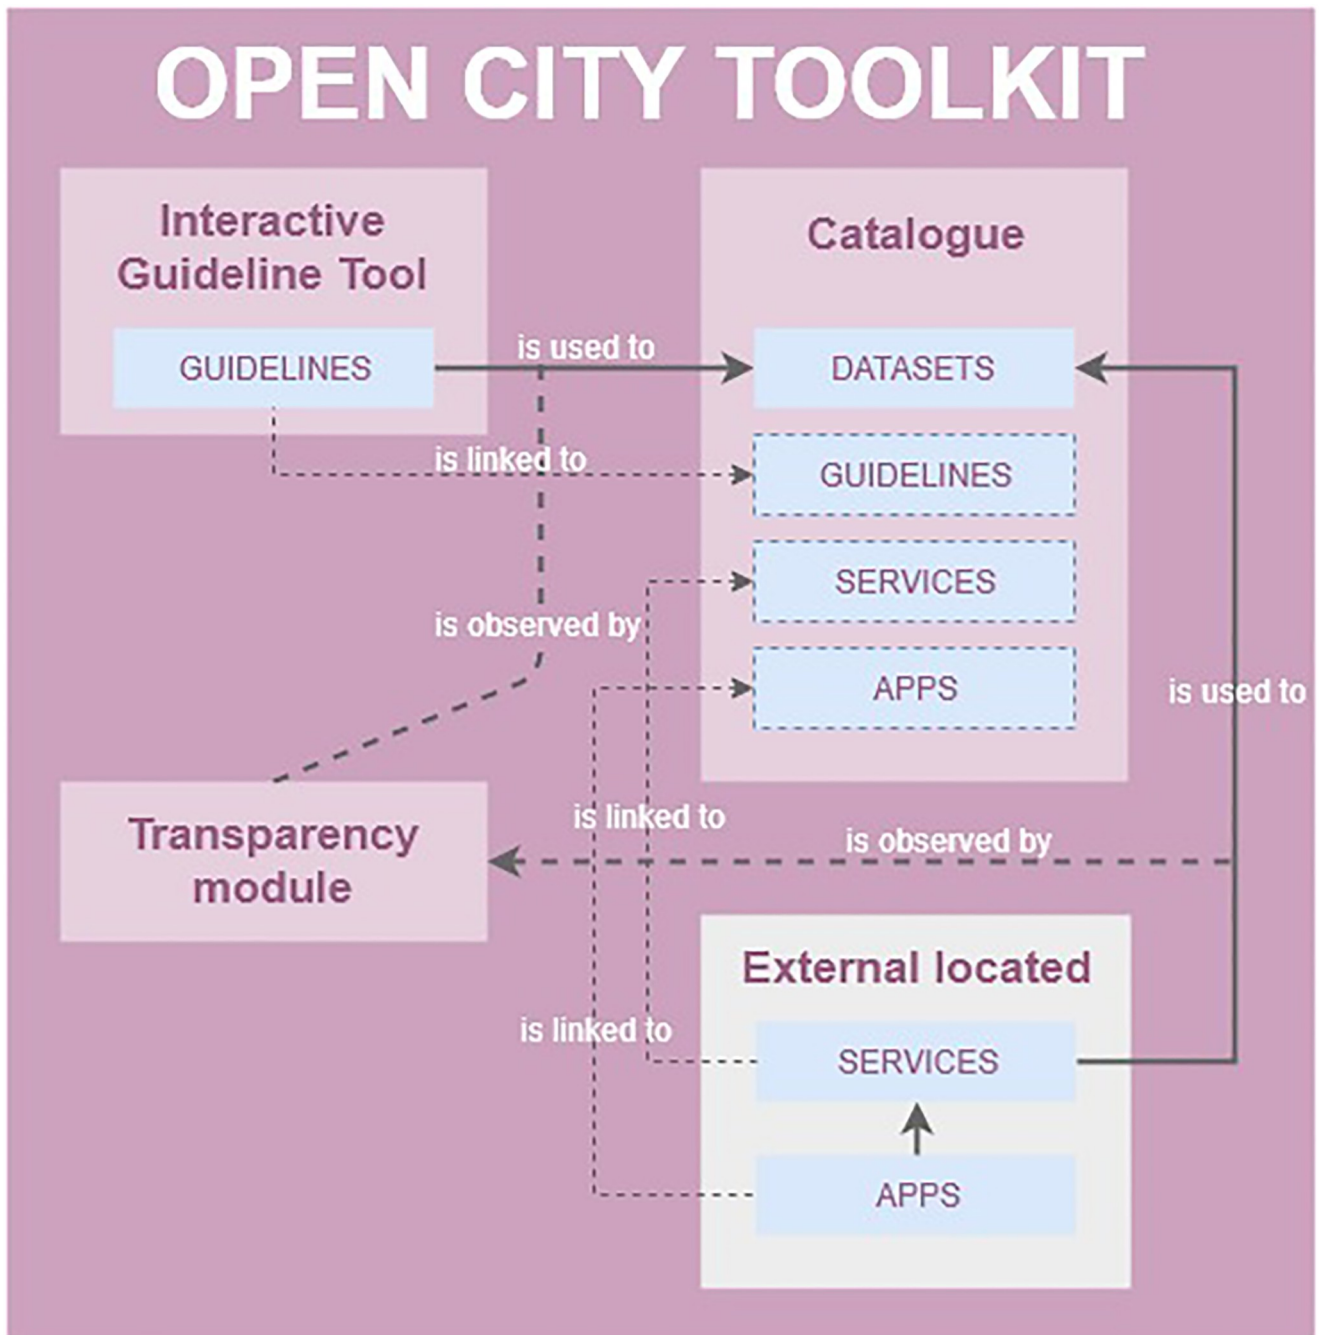 OPEN CITY TOOLKIT
Interactive
Guideline Tool
GUIDELINES
is used to
is linked to
Catalogue
DATASETS
GUIDELINES
SERVICES
APPS
is used to
is observed by
Transparency
module
is linked to
is observed by
is linked to
External located
SERVICES
APPS